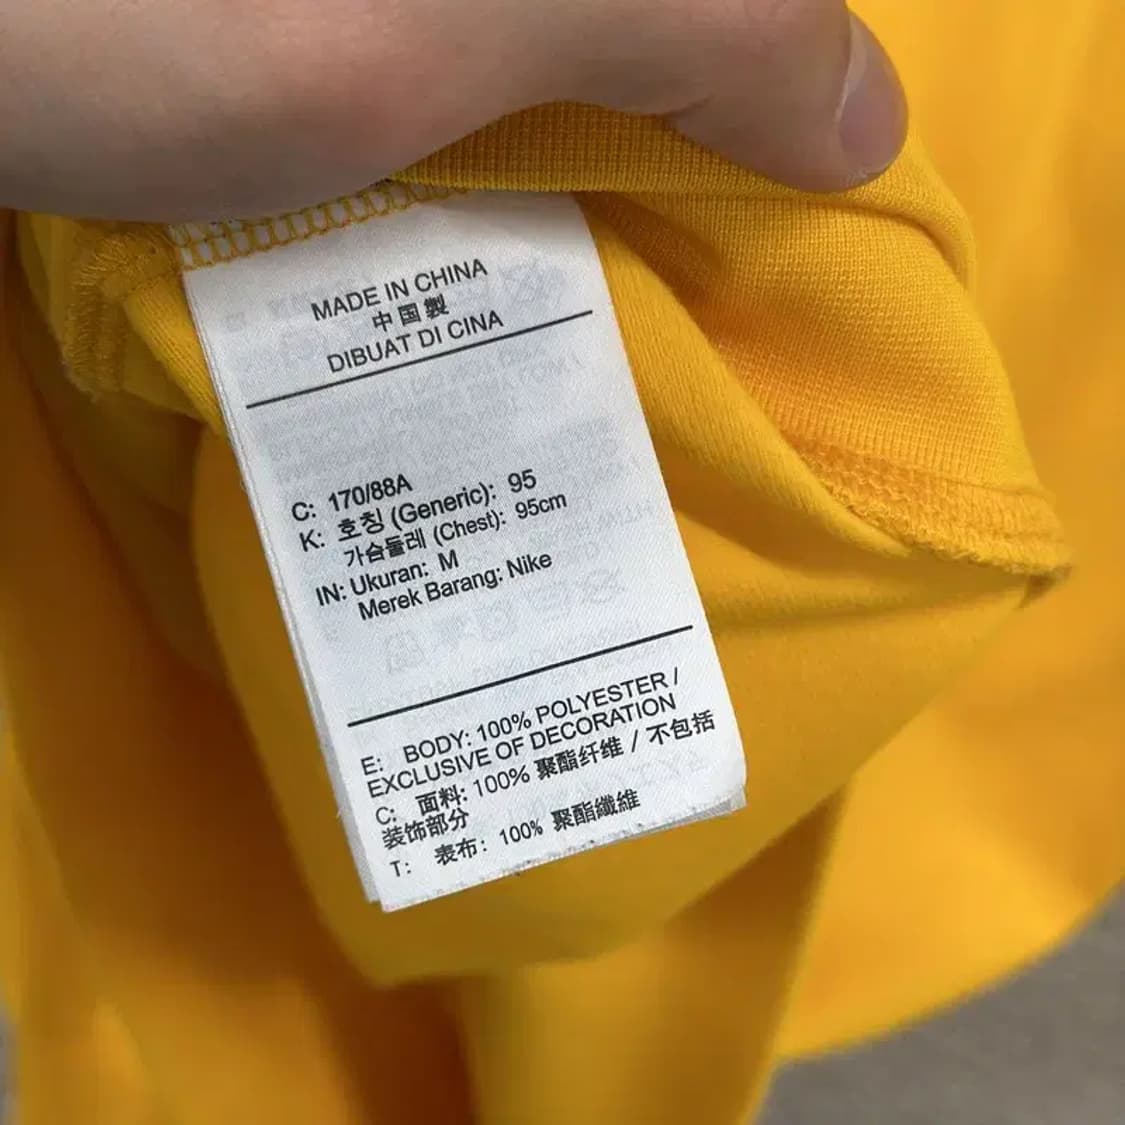 MADE IN CHINA
中国製
DIBUAT DI CINA
C: 170/88A
K: 호칭 (Generic): 95
가슴둘레 (Chest): 95cm
IN: Ukuran: M
Merek Barang: Nike
E: BODY: 100% POLYESTER /
EXCLUSIVE OF DECORATION
C: 面料: 100% 聚酯纤维 / 不包括
装饰部分
T: 表布: 100% 聚酯纖維